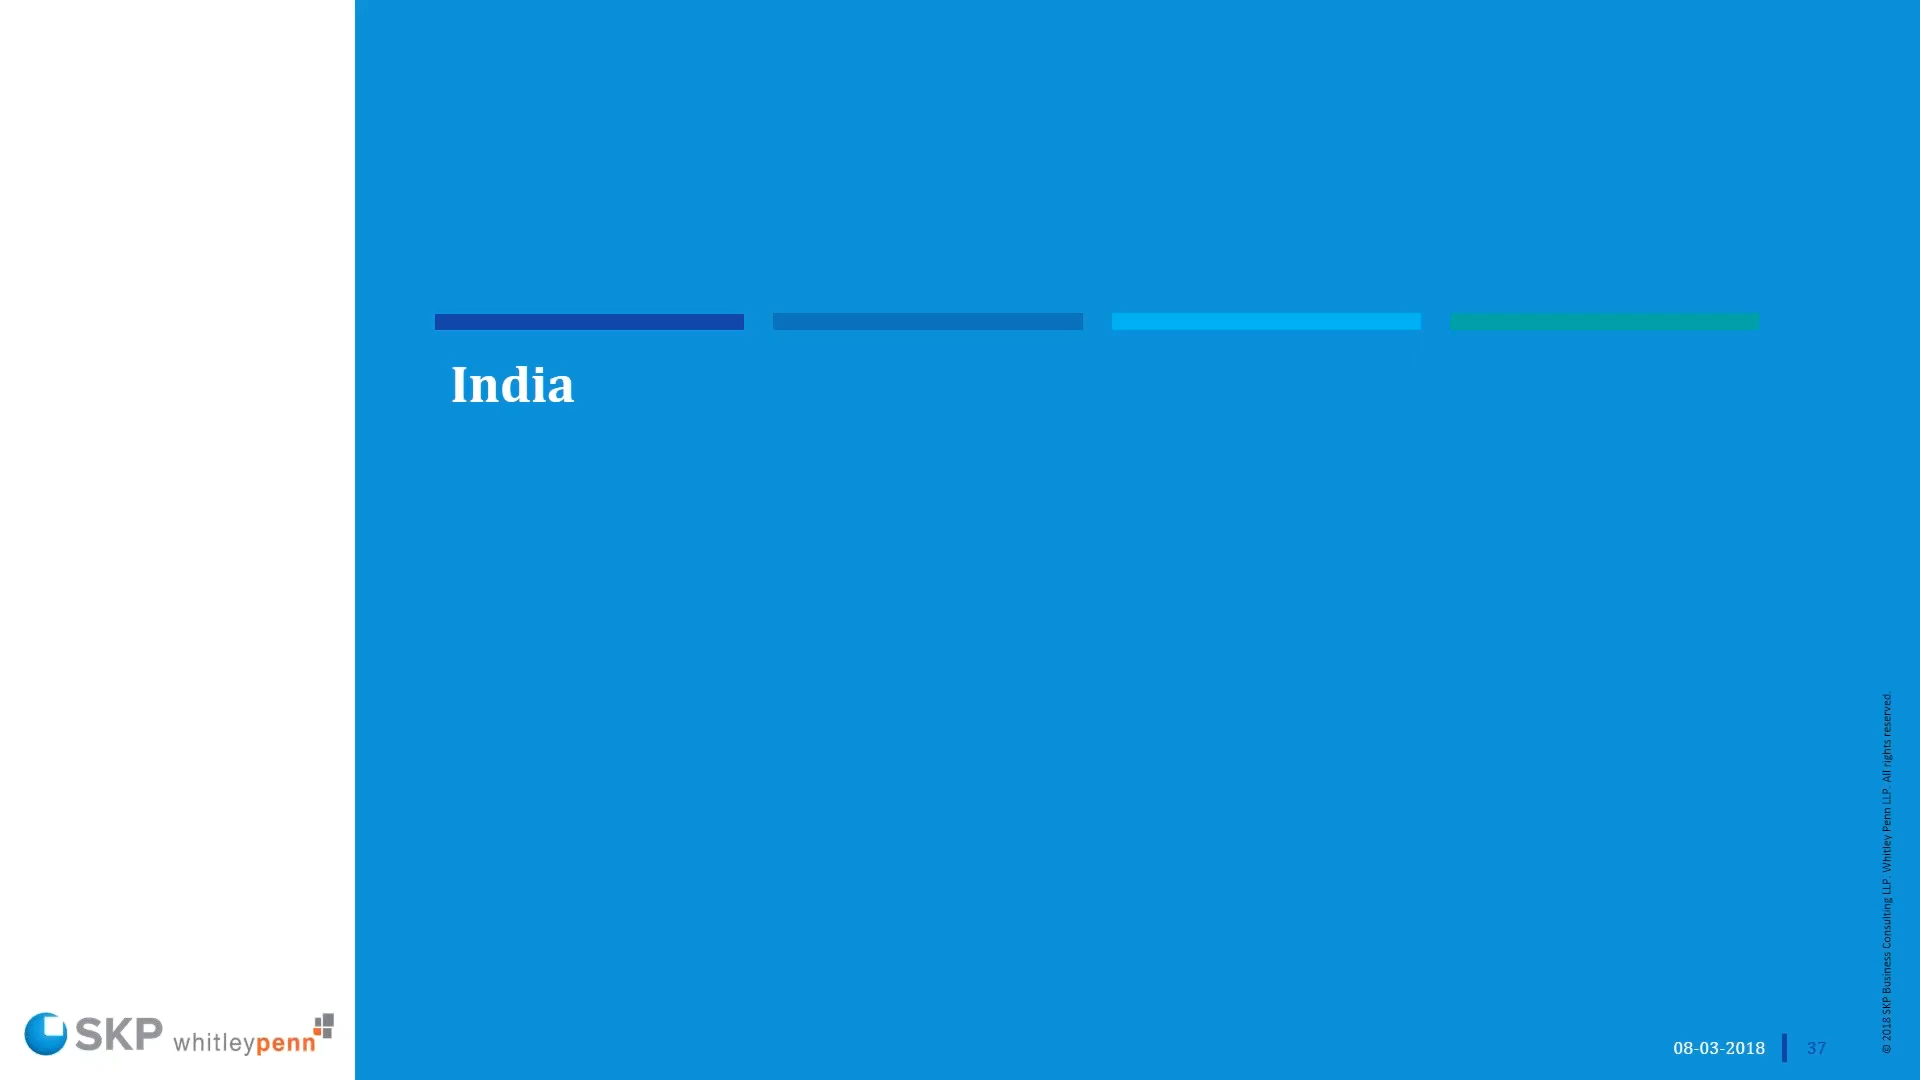 India
SKP whitleypenn
08-03-2018
37
© 2018 SKP Business Consulting LLP. Whitley Penn LLP. All rights reserved.